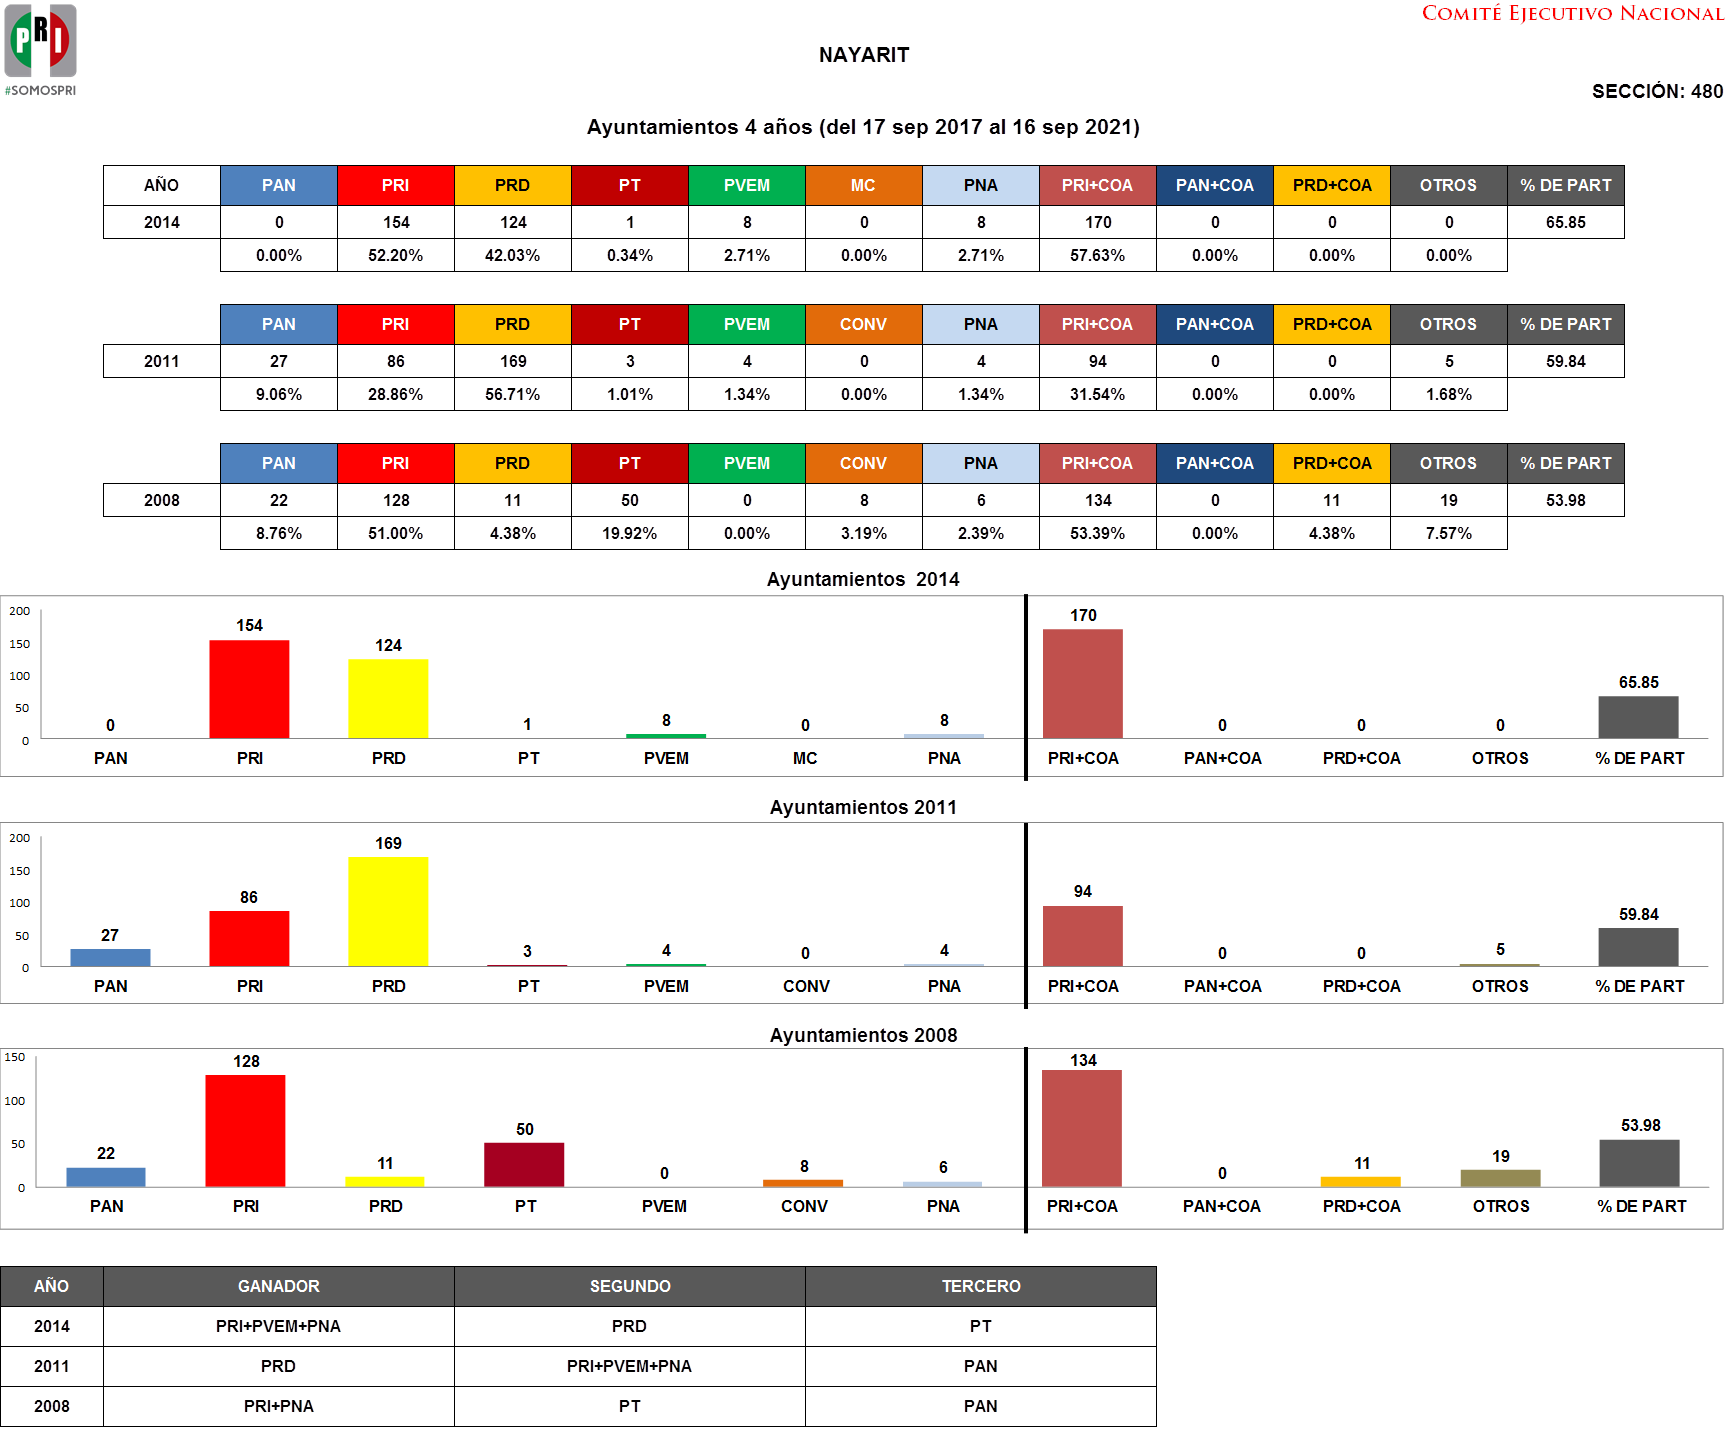 PRI
#SOMOSPRI
COMITÉ EJECUTIVO NACIONAL
NAYARIT
SECCIÓN: 480
Ayuntamientos 4 años (del 17 sep 2017 al 16 sep 2021)
AÑO PAN PRI PRD PT PVEM MC PNA PRI+COA PAN+COA PRD+COA OTROS % DE PART
2014 0 154 124 1 8 0 8 170 0 0 0 65.85
0.00% 52.20% 42.03% 0.34% 2.71% 0.00% 2.71% 57.63% 0.00% 0.00% 0.00%
PAN PRI PRD PT PVEM CONV PNA PRI+COA PAN+COA PRD+COA OTROS % DE PART
2011 27 86 169 3 4 0 4 94 0 0 5 59.84
9.06% 28.86% 56.71% 1.01% 1.34% 0.00% 1.34% 31.54% 0.00% 0.00% 1.68%
PAN PRI PRD PT PVEM CONV PNA PRI+COA PAN+COA PRD+COA OTROS % DE PART
2008 22 128 11 50 0 8 6 134 0 11 19 53.98
8.76% 51.00% 4.38% 19.92% 0.00% 3.19% 2.39% 53.39% 0.00% 4.38% 7.57%
Ayuntamientos 2014
200
150
100
50
0
0 154 124 1 8 0 8 170 0 0 0 65.85
PAN PRI PRD PT PVEM MC PNA PRI+COA PAN+COA PRD+COA OTROS % DE PART
Ayuntamientos 2011
200
150
100
50
0
27 86 169 3 4 0 4 94 0 0 5 59.84
PAN PRI PRD PT PVEM CONV PNA PRI+COA PAN+COA PRD+COA OTROS % DE PART
Ayuntamientos 2008
150
100
50
0
22 128 11 50 0 8 6 134 0 11 19 53.98
PAN PRI PRD PT PVEM CONV PNA PRI+COA PAN+COA PRD+COA OTROS % DE PART
AÑO GANADOR SEGUNDO TERCERO
2014 PRI+PVEM+PNA PRD PT
2011 PRD PRI+PVEM+PNA PAN
2008 PRI+PNA PT PAN